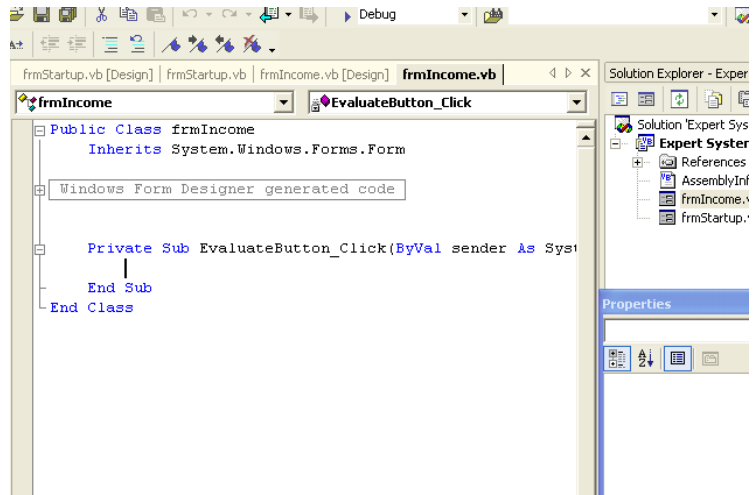 Debug
frmStartup.vb [Design] frmStartup.vb frmIncome.vb [Design] frmIncome.vb
Solution Explorer - Exper
frmIncome
EvaluateButton_Click
Solution 'Expert Sys
Expert System
References
AssemblyInf
frmIncome.v
frmStartup.
Public Class frmIncome
Inherits System.Windows.Forms.Form
Windows Form Designer generated code
Private Sub EvaluateButton_Click(ByVal sender As Syst
End Sub
End Class
Properties